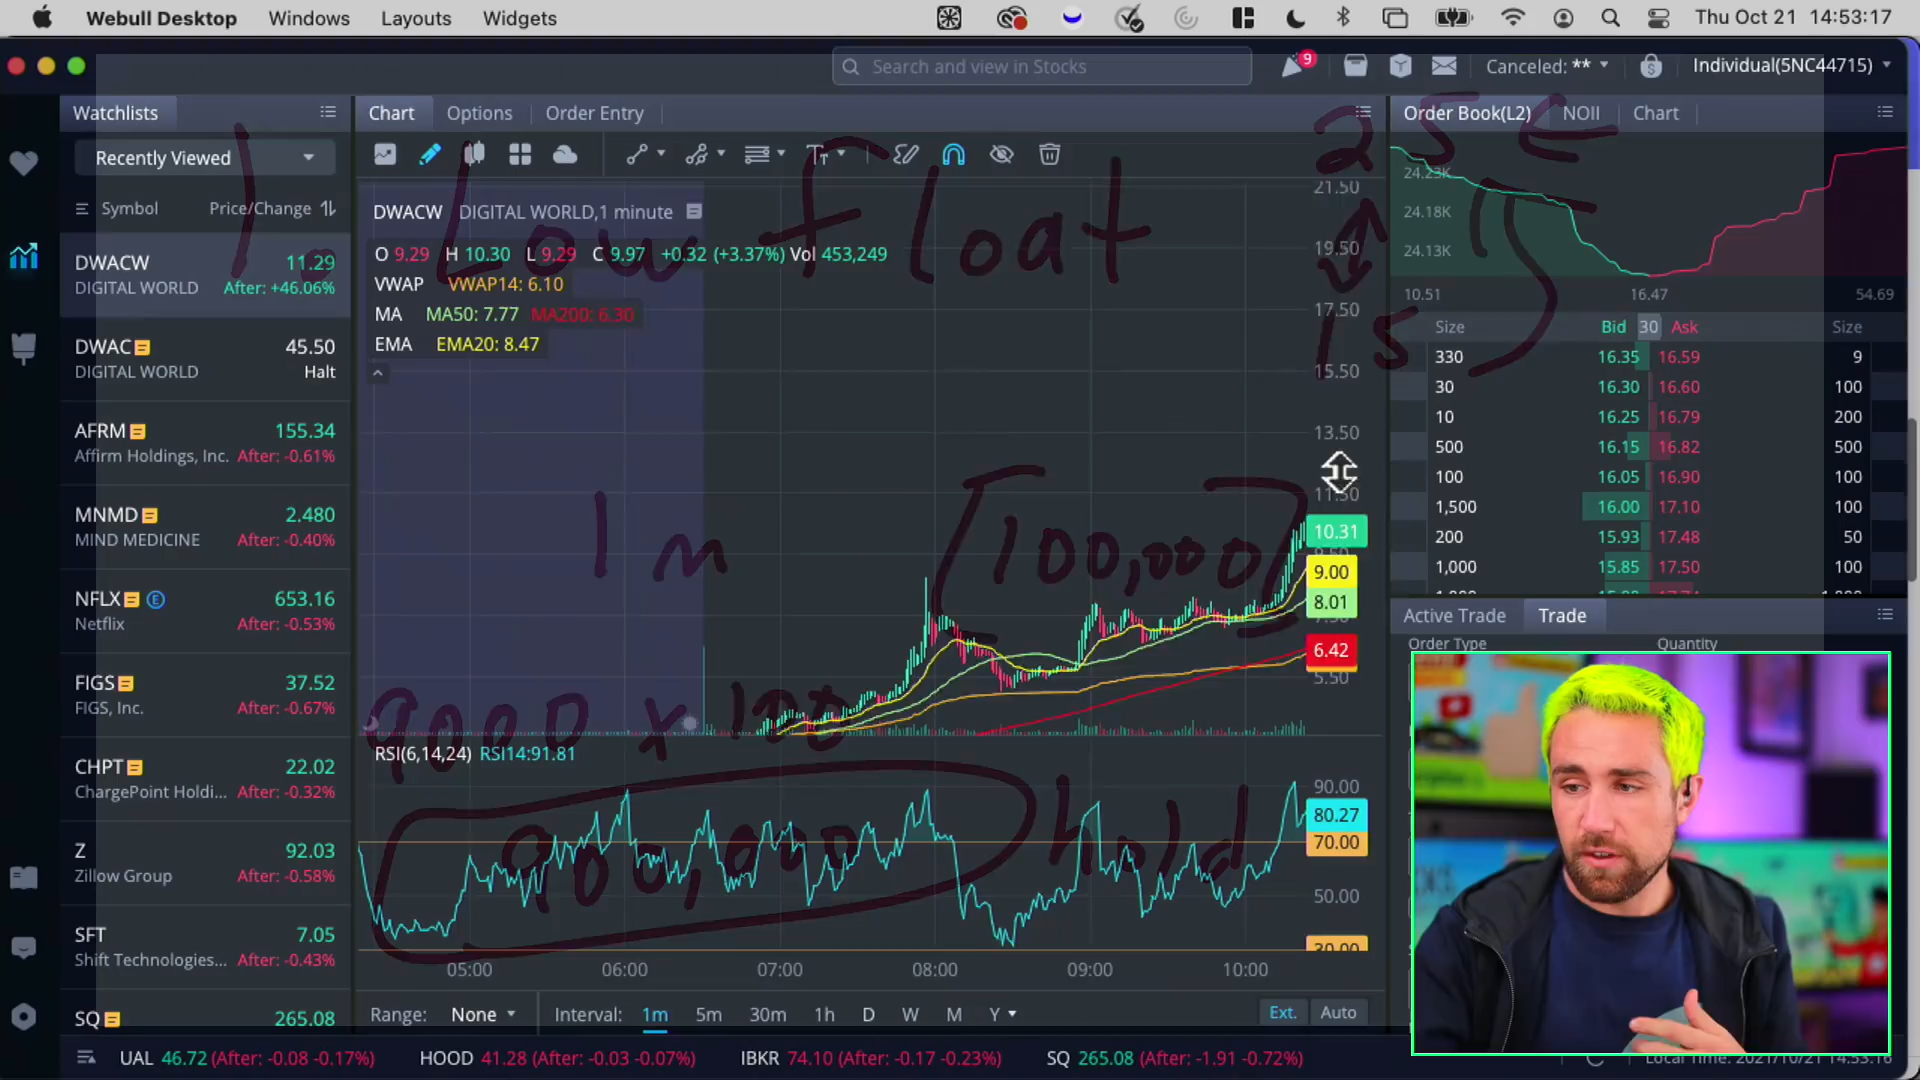 Webull Desktop Windows Layouts Widgets Thu Oct 21 14:53:17
Search and view in Stocks 9 Canceled: ** Individual(5NC44715)
Watchlists
Recently Viewed
Symbol Price/Change
DWACW 11.29
DIGITAL WORLD After: +46.06%
DWAC 45.50
DIGITAL WORLD Halt
AFRM 155.34
Affirm Holdings, Inc. After: -0.61%
MNMD 2.480
MIND MEDICINE After: -0.40%
NFLX E 653.16
Netflix After: -0.53%
FIGS 37.52
FIGS, Inc. After: -0.67%
CHPT 22.02
ChargePoint Holdi... After: -0.32%
Z 92.03
Zillow Group After: -0.58%
SFT 7.05
Shift Technologies... After: -0.43%
SQ 265.08
Chart Options Order Entry
DWACW DIGITAL WORLD,1 minute
O 9.29 H 10.30 L 9.29 C 9.97 +0.32 (+3.37%) Vol 453,249
VWAP VWAP14: 6.10
MA MA50: 7.77 MA200: 6.30
EMA EMA20: 8.47
21.50
19.50
17.50
15.50
13.50
11.50
10.31
9.00
8.01
6.42
5.50
RSI(6,14,24) RSI14:91.81
90.00
80.27
70.00
50.00
30.00
05:00 06:00 07:00 08:00 09:00 10:00
Range: None Interval: 1m 5m 30m 1h D W M Y Ext. Auto
1. Low float
25
15
1 m [100,000]
9000 x 100
900,000 hold
Order Book(L2) NOII Chart
24.23K
24.18K
24.13K
10.51 16.47 54.69
Size Bid 30 Ask Size
330 16.35 16.59 9
30 16.30 16.60 100
10 16.25 16.79 200
500 16.15 16.82 500
100 16.05 16.90 100
1,500 16.00 17.10 100
200 15.93 17.48 50
1,000 15.85 17.50 100
Active Trade Trade
Order Type Quantity
UAL 46.72 (After: -0.08 -0.17%) HOOD 41.28 (After: -0.03 -0.07%) IBKR 74.10 (After: -0.17 -0.23%) SQ 265.08 (After: -1.91 -0.72%) Local Time: 2021/10/21 14:53:16